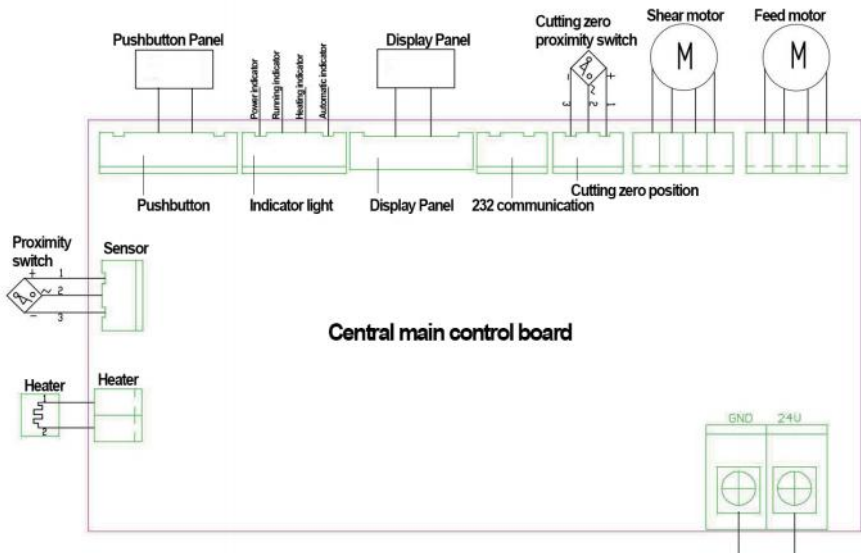 Pushbutton Panel
Power indicator
Running indicator
Heating indicator
Automatic indicator
Display Panel
Cutting zero
proximity switch
Shear motor
Feed motor
M
M
− +
3 2 1
Pushbutton
Indicator light
Display Panel
232 communication
Cutting zero position
Proximity
switch
Sensor
+ 1
~ 2
− 3
Central main control board
Heater
Heater
1
2
GND 24V